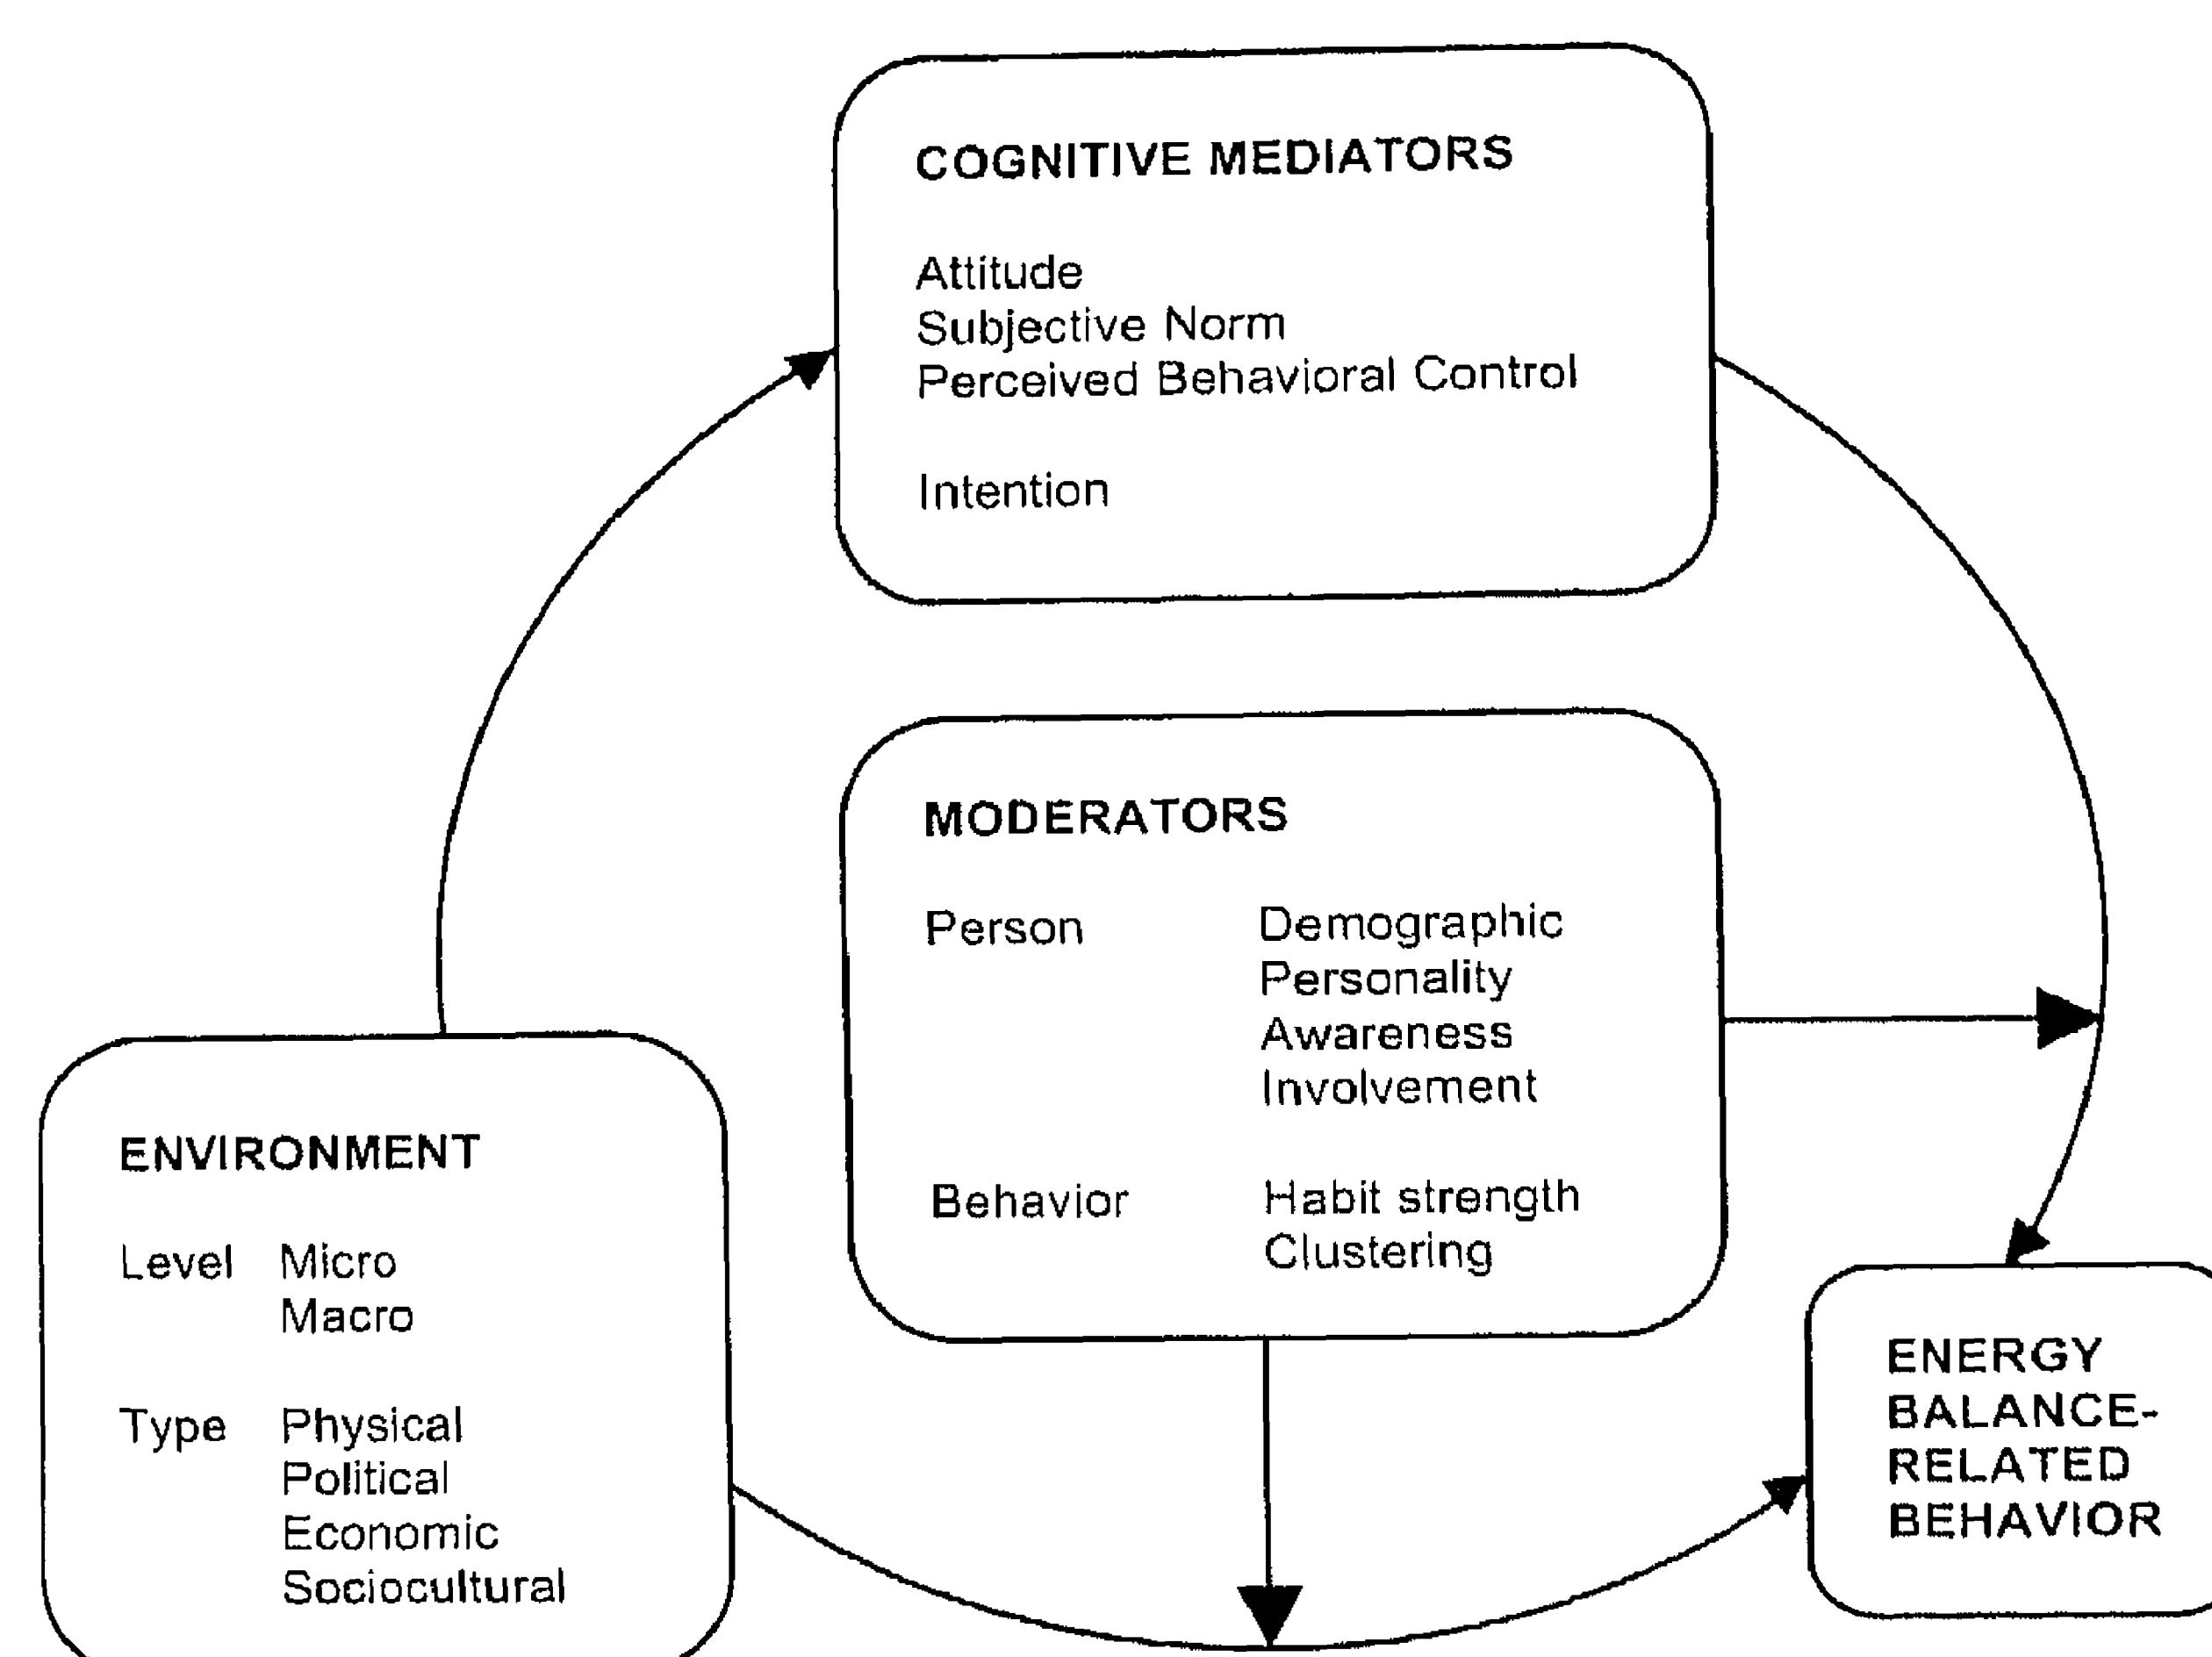 COGNITIVE MEDIATORS
Attitude
Subjective Norm
Perceived Behavioral Control
Intention
MODERATORS
Person Demographic
Personality
Awareness
Involvement
Behavior Habit strength
Clustering
ENVIRONMENT
Level Micro
Macro
Type Physical
Political
Economic
Sociocultural
ENERGY
BALANCE-
RELATED
BEHAVIOR